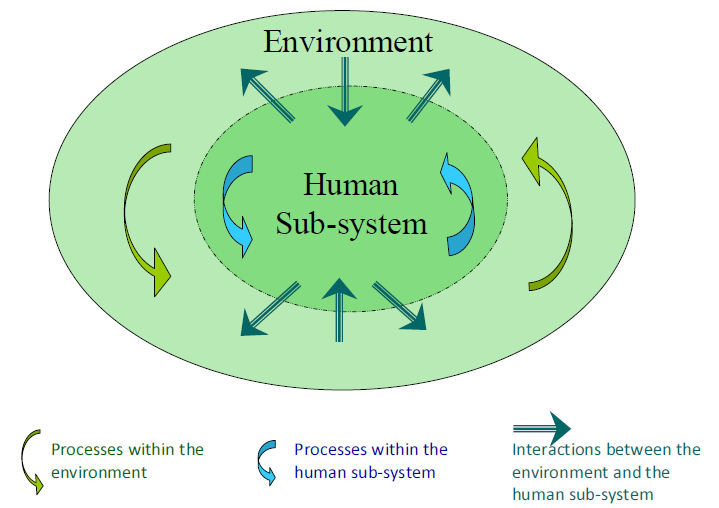 Environment
Human
Sub-system
Processes within the
environment
Processes within the
human sub-system
Interactions between the
environment and the
human sub-system